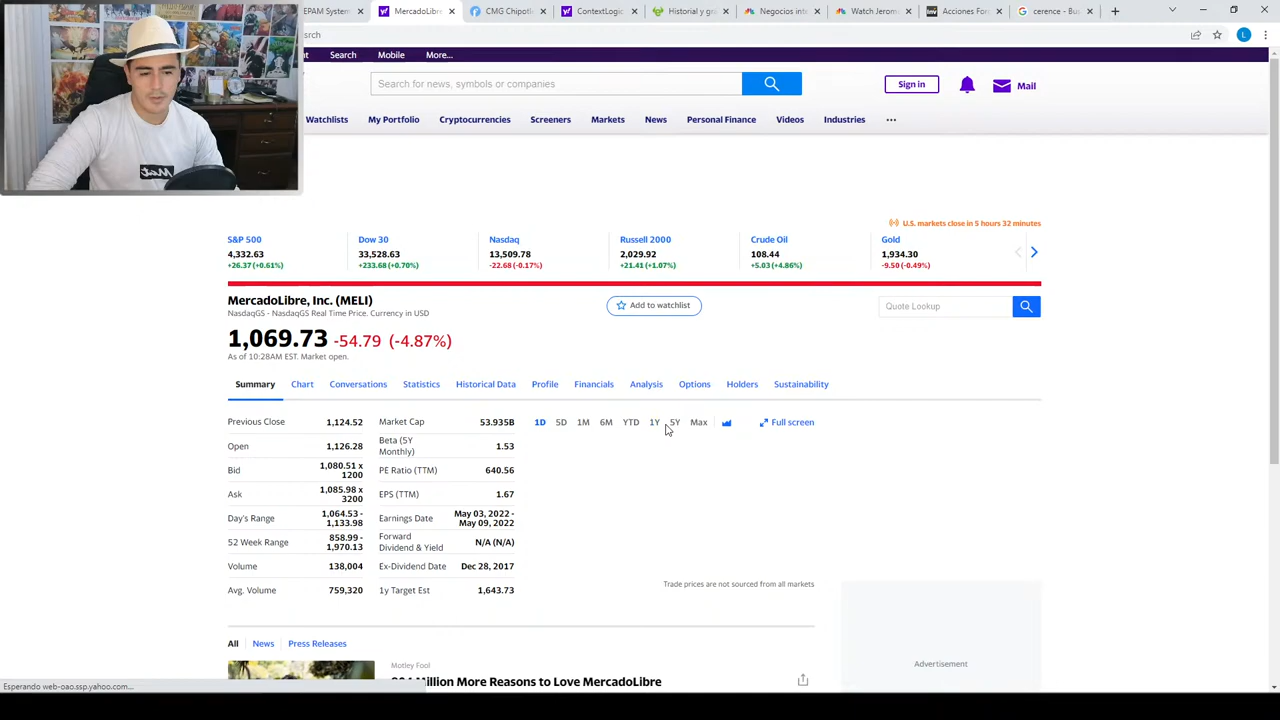 EPAM System
MercadoLibre
CMG Chipotl
ContextLogic
Historial y g
Negocios int
Watch Jerom
Acciones For
cerence - Bu
rch
nt Search Mobile More...
Search for news, symbols or companies
Sign in
Mail
Watchlists My Portfolio Cryptocurrencies Screeners Markets News Personal Finance Videos Industries ...
U.S. markets close in 5 hours 32 minutes
S&P 500
4,332.63
+26.37 (+0.61%)
Dow 30
33,528.63
+233.68 (+0.70%)
Nasdaq
13,509.78
-22.68 (-0.17%)
Russell 2000
2,029.92
+21.41 (+1.07%)
Crude Oil
108.44
+5.03 (+4.86%)
Gold
1,934.30
-9.50 (-0.49%)
MercadoLibre, Inc. (MELI)
NasdaqGS - NasdaqGS Real Time Price. Currency in USD
Add to watchlist
Quote Lookup
1,069.73 -54.79 (-4.87%)
As of 10:28AM EST. Market open.
Summary Chart Conversations Statistics Historical Data Profile Financials Analysis Options Holders Sustainability
Previous Close 1,124.52
Open 1,126.28
Bid 1,080.51 x
1200
Ask 1,085.98 x
3200
Day's Range 1,064.53 -
1,133.98
52 Week Range 858.99 -
1,970.13
Volume 138,004
Avg. Volume 759,320
Market Cap 53.935B
Beta (5Y
Monthly) 1.53
PE Ratio (TTM) 640.56
EPS (TTM) 1.67
Earnings Date May 03, 2022 -
May 09, 2022
Forward
Dividend & Yield N/A (N/A)
Ex-Dividend Date Dec 28, 2017
1y Target Est 1,643.73
1D 5D 1M 6M YTD 1Y 5Y Max Full screen
Trade prices are not sourced from all markets
All News Press Releases
Motley Fool
Million More Reasons to Love MercadoLibre
Advertisement
Esperando web-oao.ssp.yahoo.com...